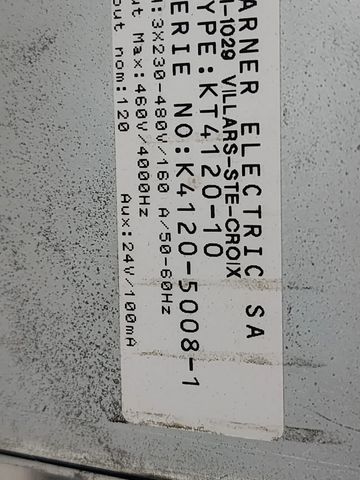 ARNER ELECTRIC SA
-1029 VILLARS-STE-CROIX
YPE:KT4120-10
ERIE NO:K4120-5008-1
:3X230-480V/160 A/50-60Hz
ut Max:460V/4000Hz
out nom:120 Aux:24V/100mA